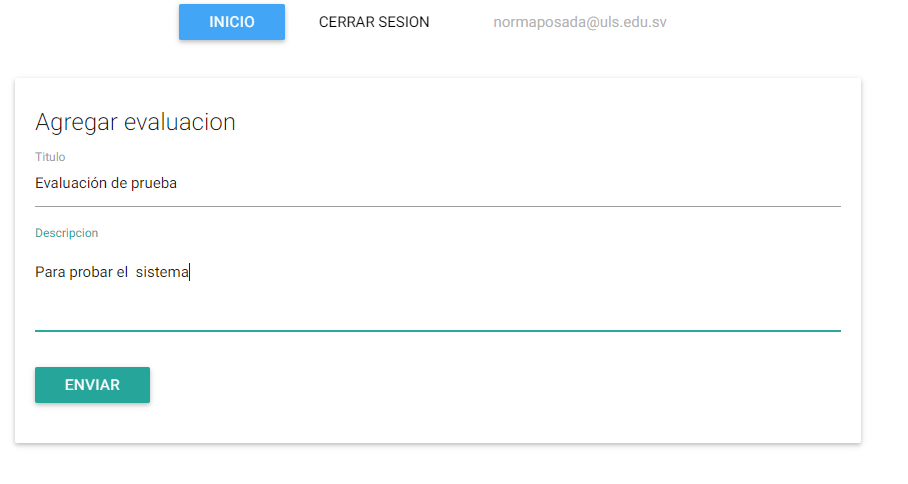 INICIO CERRAR SESION normaposada@uls.edu.sv
Agregar evaluacion
Titulo
Evaluación de prueba
Descripcion
Para probar el  sistema
ENVIAR